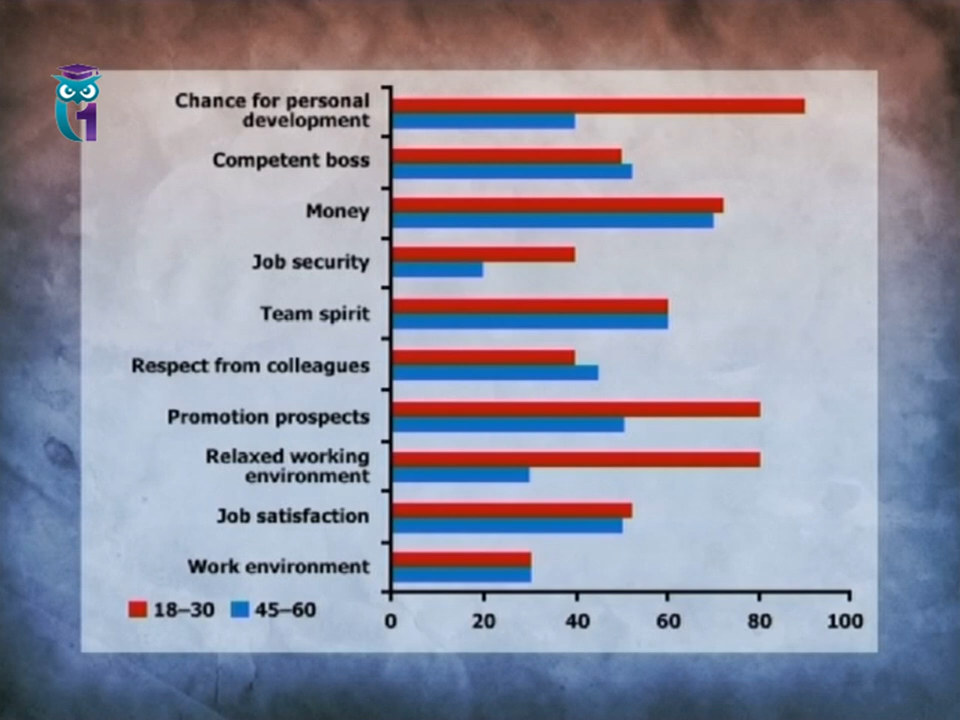 Chance for personal
development
Competent boss
Money
Job security
Team spirit
Respect from colleagues
Promotion prospects
Relaxed working
environment
Job satisfaction
Work environment
18–30 45–60
0 20 40 60 80 100